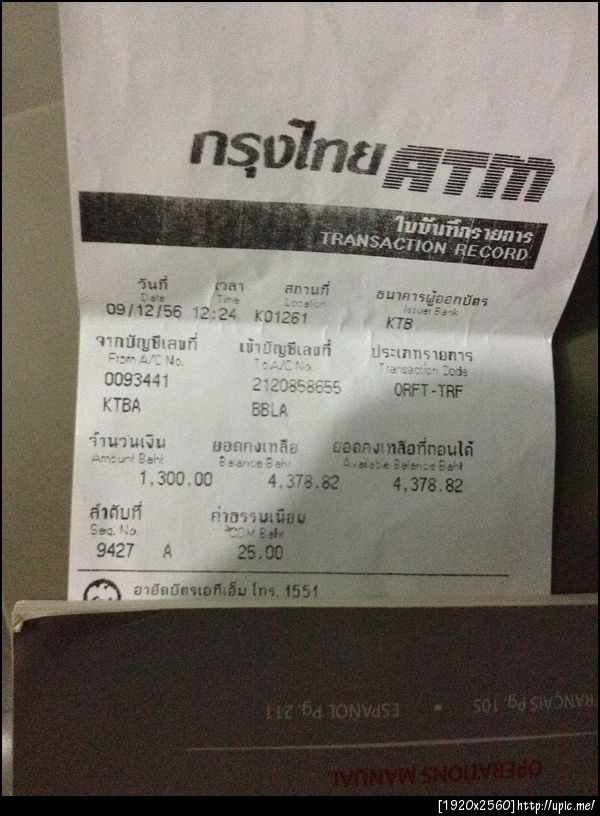 กรุงไทย ATM
ใบบันทึกรายการ
TRANSACTION RECORD
วันที่ เวลา สถานที่ ธนาคารผู้ออกบัตร
Date Time Location Issuer Bank
09/12/56 12:24 K01261 KTB
จากบัญชีเลขที่ เข้าบัญชีเลขที่ ประเภทรายการ
From A/C No. To A/C No. Transaction Code
0093441 2120858655 ORFT-TRF
KTBA BBLA
จำนวนเงิน ยอดคงเหลือ ยอดคงเหลือที่ถอนได้
Amount Baht Balance Baht Available Balance Baht
1,300.00 4,378.82 4,378.82
ลำดับที่ ค่าธรรมเนียม
Seq. No. COM Baht
9427 A 25.00
อายัดบัตรเอทีเอ็ม โทร. 1551
FRANÇAIS Pg. 105 • ESPAÑOL Pg. 211
OPERATIONS MANUAL
[1920x2560]http://upic.me/